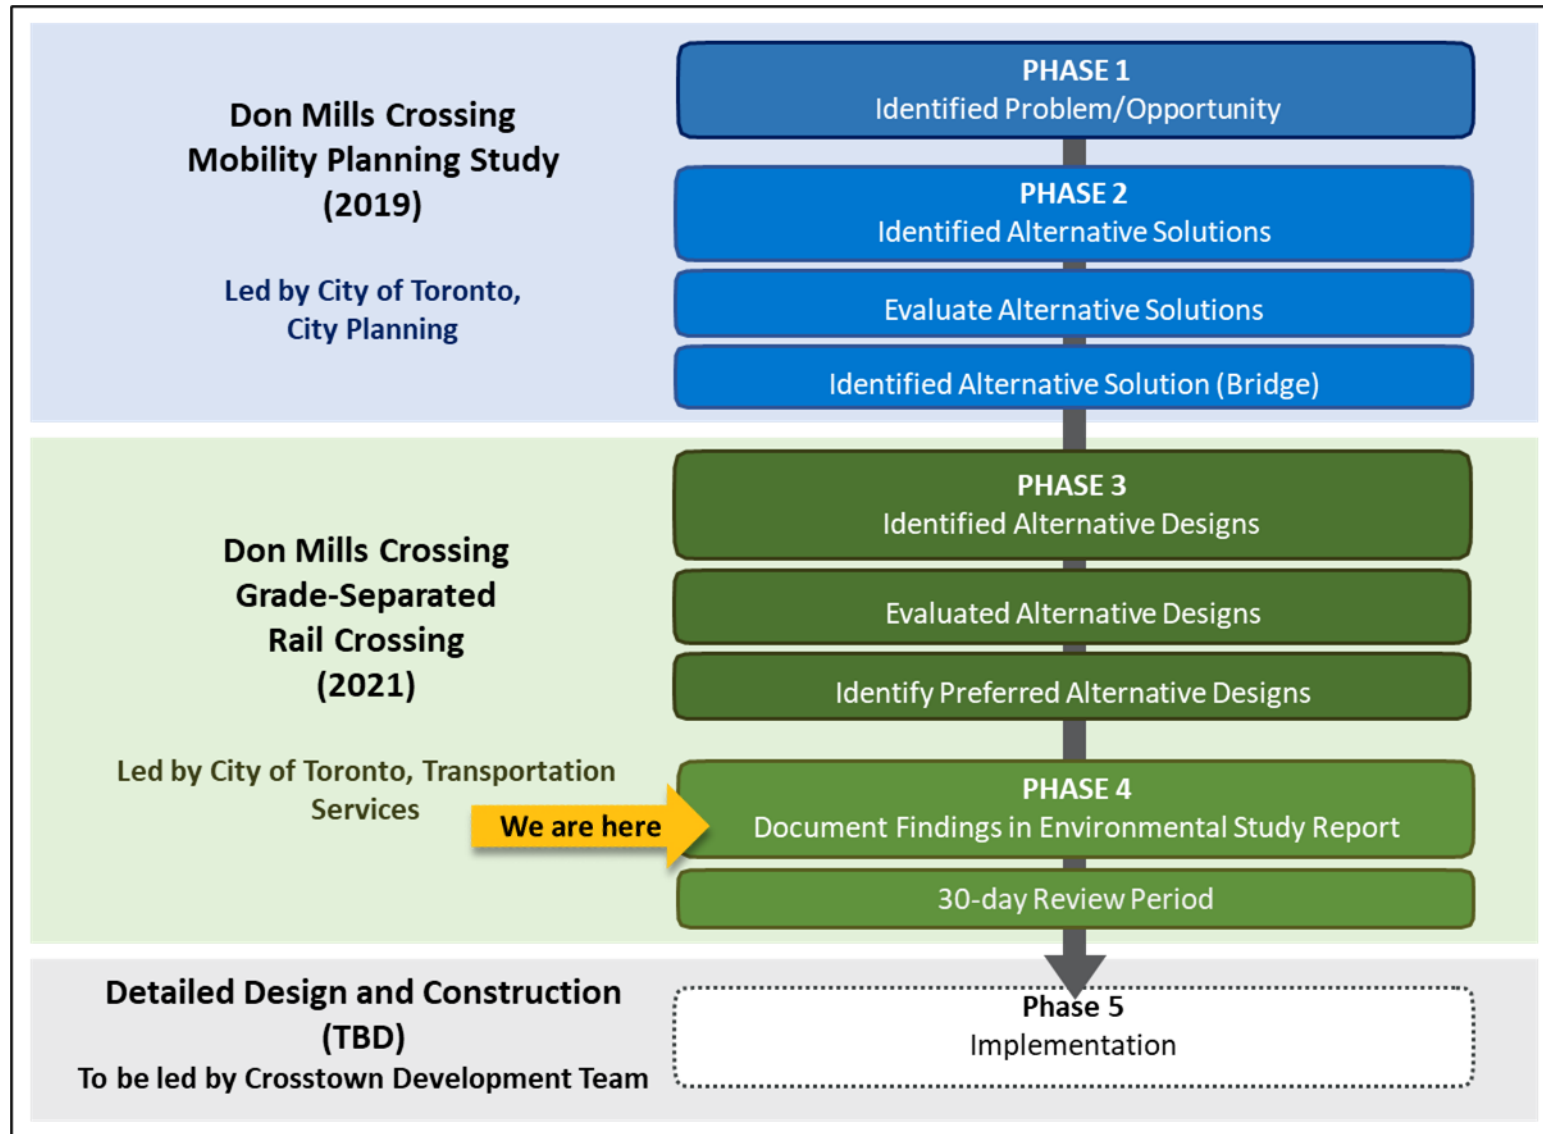 Don Mills Crossing
Mobility Planning Study
(2019)
Led by City of Toronto,
City Planning
PHASE 1
Identified Problem/Opportunity
PHASE 2
Identified Alternative Solutions
Evaluate Alternative Solutions
Identified Alternative Solution (Bridge)
Don Mills Crossing
Grade-Separated
Rail Crossing
(2021)
Led by City of Toronto, Transportation
Services
We are here
PHASE 3
Identified Alternative Designs
Evaluated Alternative Designs
Identify Preferred Alternative Designs
PHASE 4
Document Findings in Environmental Study Report
30-day Review Period
Detailed Design and Construction
(TBD)
To be led by Crosstown Development Team
Phase 5
Implementation